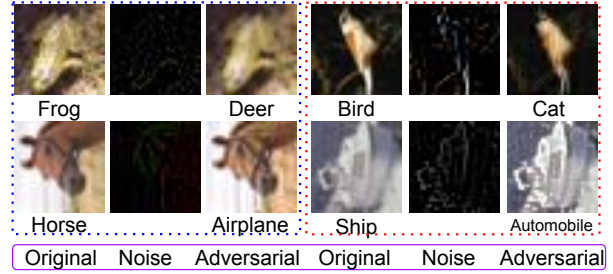 Frog Deer Bird Cat
Horse Airplane Ship Automobile
Original Noise Adversarial Original Noise Adversarial